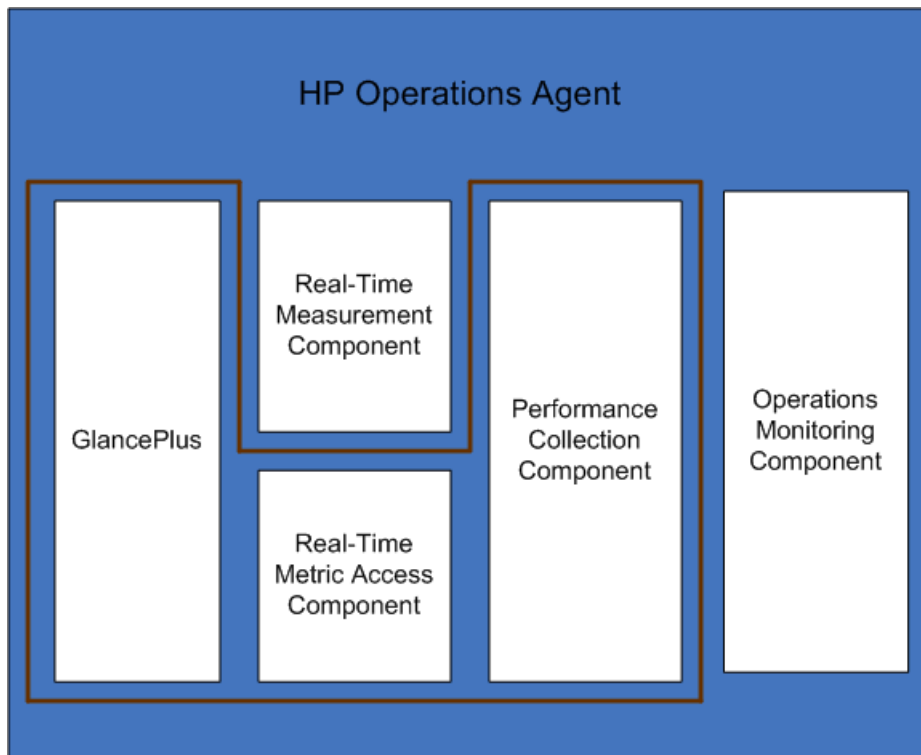 HP Operations Agent
GlancePlus
Real-Time
Measurement
Component
Real-Time
Metric Access
Component
Performance
Collection
Component
Operations
Monitoring
Component